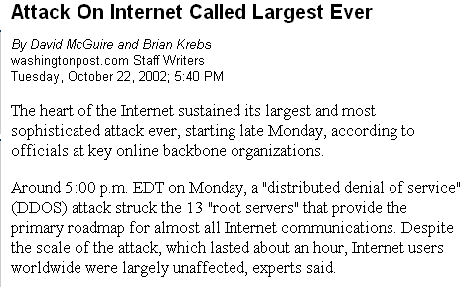 Attack On Internet Called Largest Ever
By David McGuire and Brian Krebs
washingtonpost.com Staff Writers
Tuesday, October 22, 2002; 5:40 PM
The heart of the Internet sustained its largest and most
sophisticated attack ever, starting late Monday, according to
officials at key online backbone organizations.
Around 5:00 p.m. EDT on Monday, a "distributed denial of service"
(DDOS) attack struck the 13 "root servers" that provide the
primary roadmap for almost all Internet communications. Despite
the scale of the attack, which lasted about an hour, Internet users
worldwide were largely unaffected, experts said.